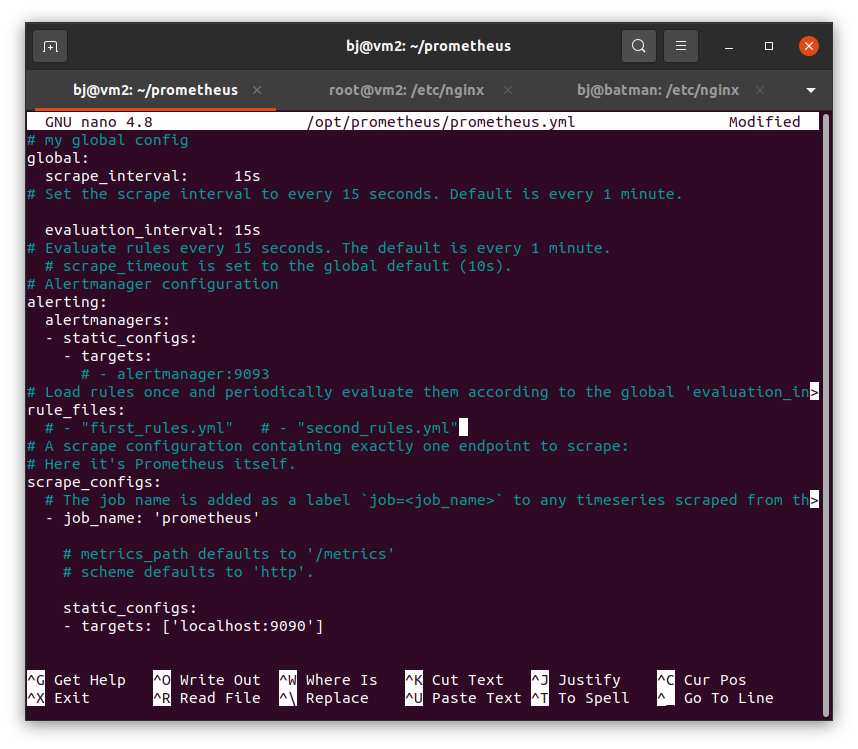 bj@vm2: ~/prometheus
bj@vm2: ~/prometheus × root@vm2: /etc/nginx × bj@batman: /etc/nginx ×
GNU nano 4.8 /opt/prometheus/prometheus.yml Modified
# my global config
global:
  scrape_interval:     15s
# Set the scrape interval to every 15 seconds. Default is every 1 minute.
  evaluation_interval: 15s
# Evaluate rules every 15 seconds. The default is every 1 minute.
  # scrape_timeout is set to the global default (10s).
# Alertmanager configuration
alerting:
  alertmanagers:
  - static_configs:
    - targets:
      # - alertmanager:9093
# Load rules once and periodically evaluate them according to the global 'evaluation_in>
rule_files:
  # - "first_rules.yml"   # - "second_rules.yml"
# A scrape configuration containing exactly one endpoint to scrape:
# Here it's Prometheus itself.
scrape_configs:
  # The job name is added as a label `job=<job_name>` to any timeseries scraped from th>
  - job_name: 'prometheus'
    # metrics_path defaults to '/metrics'
    # scheme defaults to 'http'.
    static_configs:
    - targets: ['localhost:9090']
^G Get Help ^O Write Out ^W Where Is ^K Cut Text ^J Justify ^C Cur Pos
^X Exit ^R Read File ^\ Replace ^U Paste Text ^T To Spell ^_ Go To Line